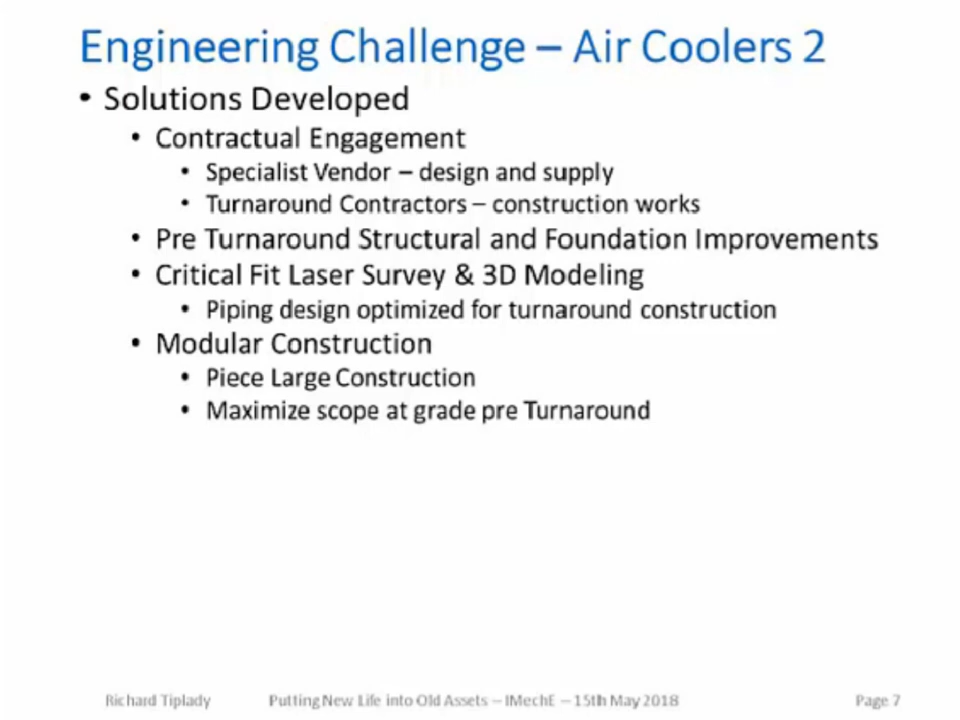 Engineering Challenge – Air Coolers 2
• Solutions Developed
• Contractual Engagement
• Specialist Vendor – design and supply
• Turnaround Contractors – construction works
• Pre Turnaround Structural and Foundation Improvements
• Critical Fit Laser Survey & 3D Modeling
• Piping design optimized for turnaround construction
• Modular Construction
• Piece Large Construction
• Maximize scope at grade pre Turnaround
Richard Tiplady Putting New Life into Old Assets – IMechE – 15th May 2018 Page 7